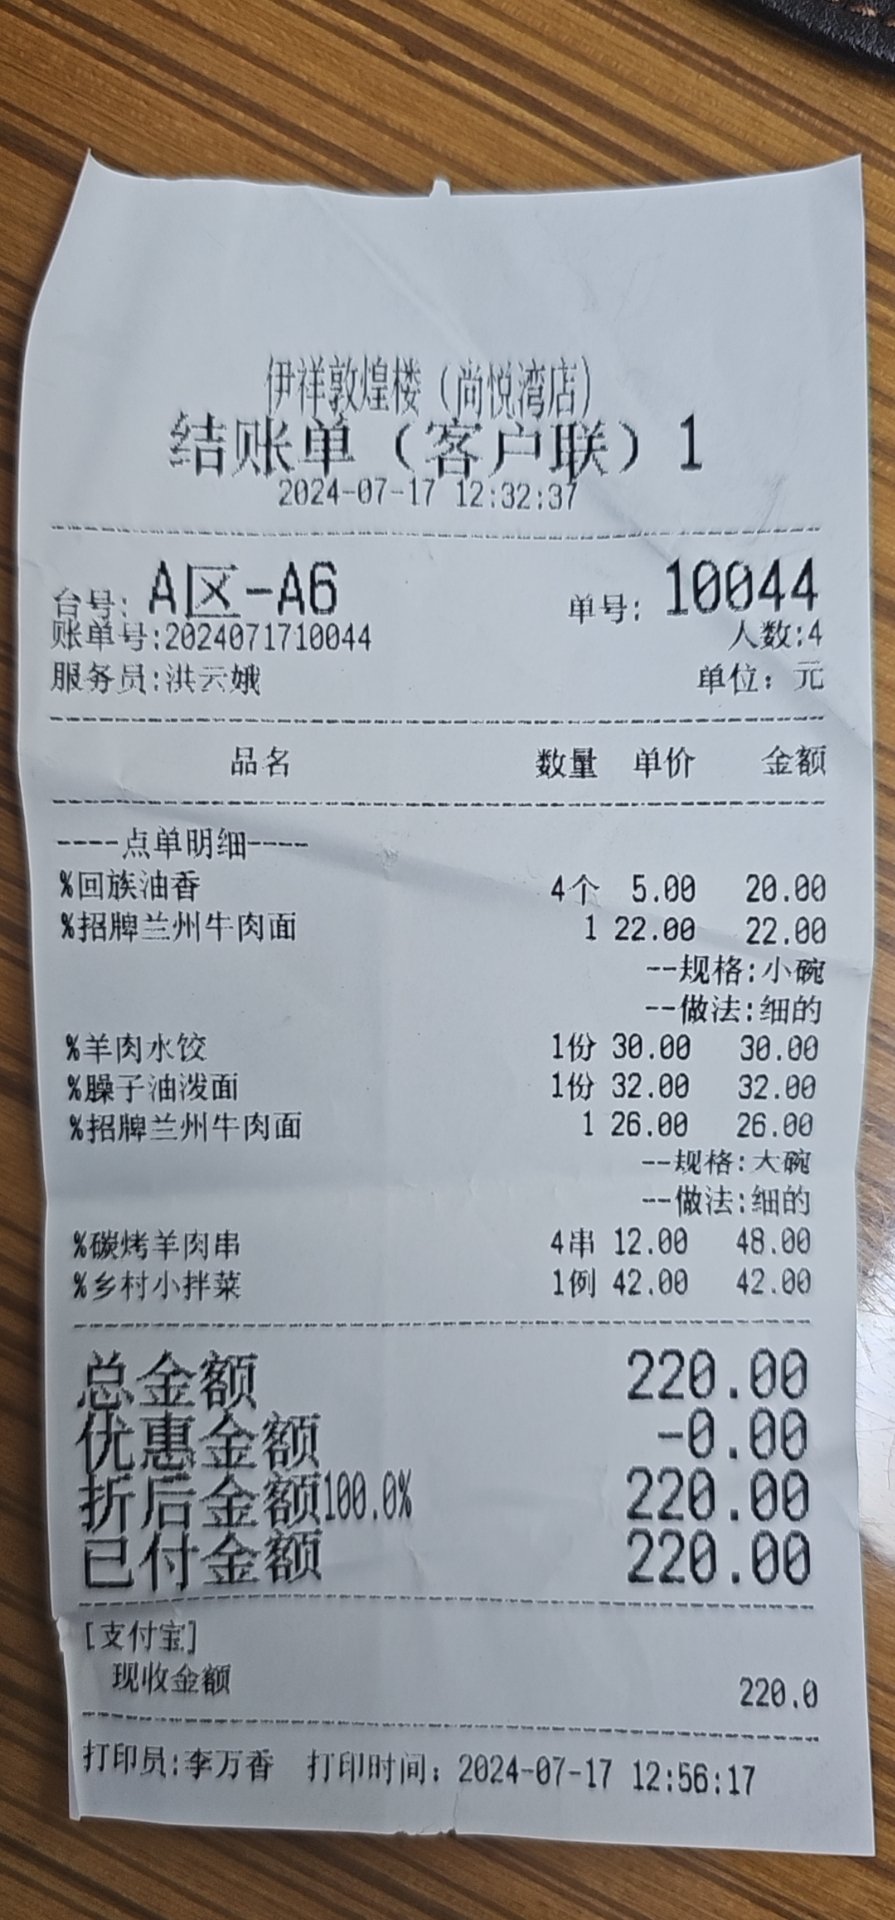 伊祥敦煌楼（尚悦湾店）
结账单（客户联）1
2024-07-17 12:32:37
台号: A区-A6 单号: 10044
账单号:2024071710044 人数:4
服务员:洪云娥 单位：元
品名 数量 单价 金额
----点单明细----
%回族油香 4个 5.00 20.00
%招牌兰州牛肉面 1 22.00 22.00
--规格:小碗
--做法:细的
%羊肉水饺 1份 30.00 30.00
%臊子油泼面 1份 32.00 32.00
%招牌兰州牛肉面 1 26.00 26.00
--规格:大碗
--做法:细的
%碳烤羊肉串 4串 12.00 48.00
%乡村小拌菜 1例 42.00 42.00
总金额 220.00
优惠金额 -0.00
折后金额100.0% 220.00
已付金额 220.00
[支付宝]
现收金额 220.0
打印员:李万香 打印时间：2024-07-17 12:56:17